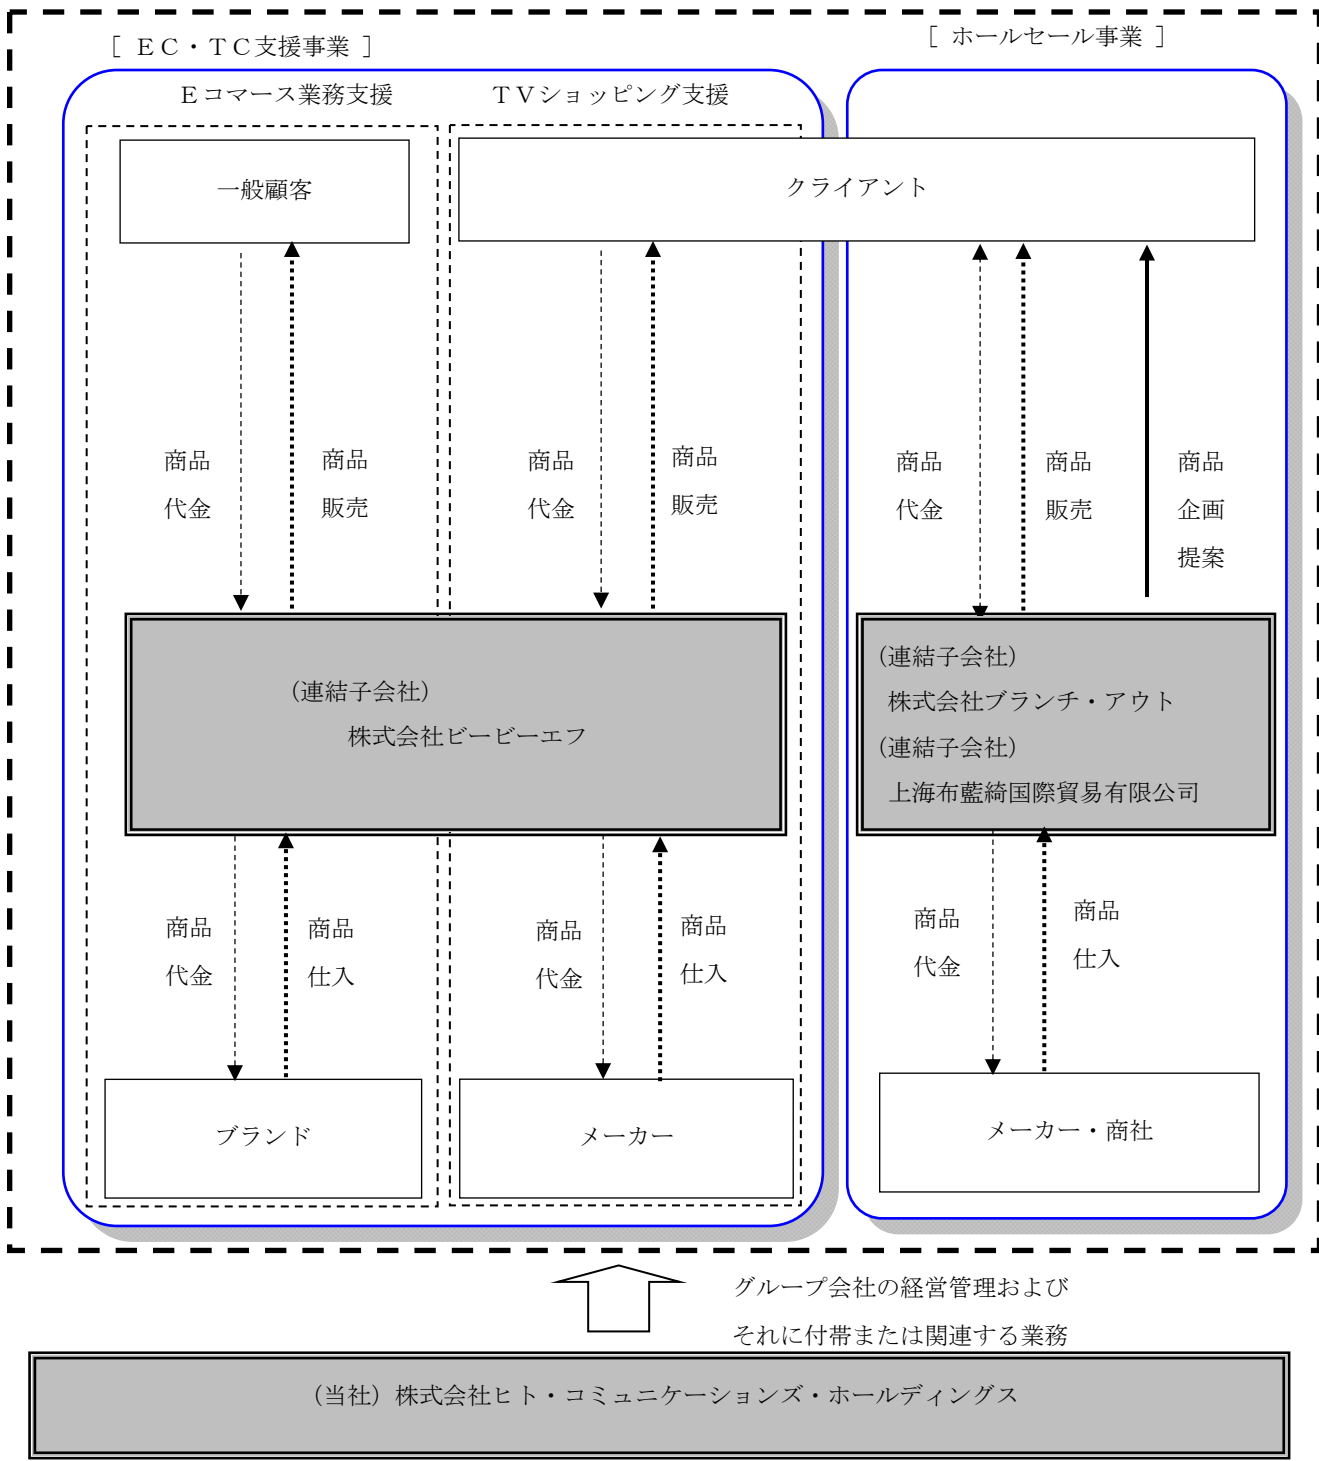 ［ ＥＣ・ＴＣ支援事業 ］
［ ホールセール事業 ］
Ｅコマース業務支援
ＴＶショッピング支援
一般顧客
クライアント
商品
代金
商品
販売
商品
代金
商品
販売
商品
代金
商品
販売
商品
企画
提案
（連結子会社）
株式会社ビービーエフ
（連結子会社）
株式会社ブランチ・アウト
（連結子会社）
上海布藍綺国際貿易有限公司
商品
代金
商品
仕入
商品
代金
商品
仕入
商品
代金
商品
仕入
ブランド
メーカー
メーカー・商社
グループ会社の経営管理および
それに付帯または関連する業務
（当社）株式会社ヒト・コミュニケーションズ・ホールディングス